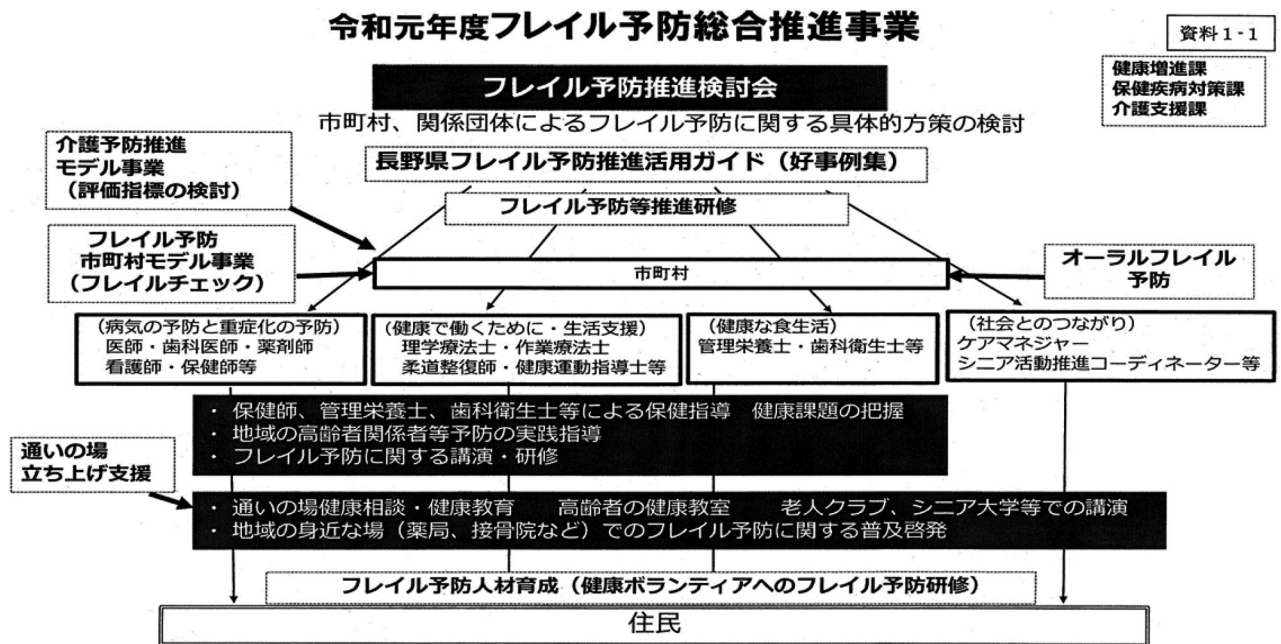 令和元年度フレイル予防総合推進事業
資料1-1
健康増進課
保健疾病対策課
介護支援課
フレイル予防推進検討会
市町村、関係団体によるフレイル予防に関する具体的方策の検討
介護予防推進
モデル事業
(評価指標の検討)
長野県フレイル予防推進活用ガイド(好事例集)
フレイル予防等推進研修
フレイル予防
市町村モデル事業
(フレイルチェック)
市町村
オーラルフレイル
予防
(病気の予防と重症化の予防)
医師・歯科医師・薬剤師
看護師・保健師等
(健康で働くために・生活支援)
理学療法士・作業療法士
柔道整復師・健康運動指導士等
(健康な食生活)
管理栄養士・歯科衛生士等
(社会とのつながり)
ケアマネジャー
シニア活動推進コーディネーター等
・ 保健師、管理栄養士、歯科衛生士等による保健指導 健康課題の把握
・ 地域の高齢者関係者等予防の実践指導
・ フレイル予防に関する講演・研修
通いの場
立ち上げ支援
・ 通いの場健康相談・健康教育 高齢者の健康教室 老人クラブ、シニア大学等での講演
・ 地域の身近な場(薬局、接骨院など)でのフレイル予防に関する普及啓発
フレイル予防人材育成(健康ボランティアへのフレイル予防研修)
住民